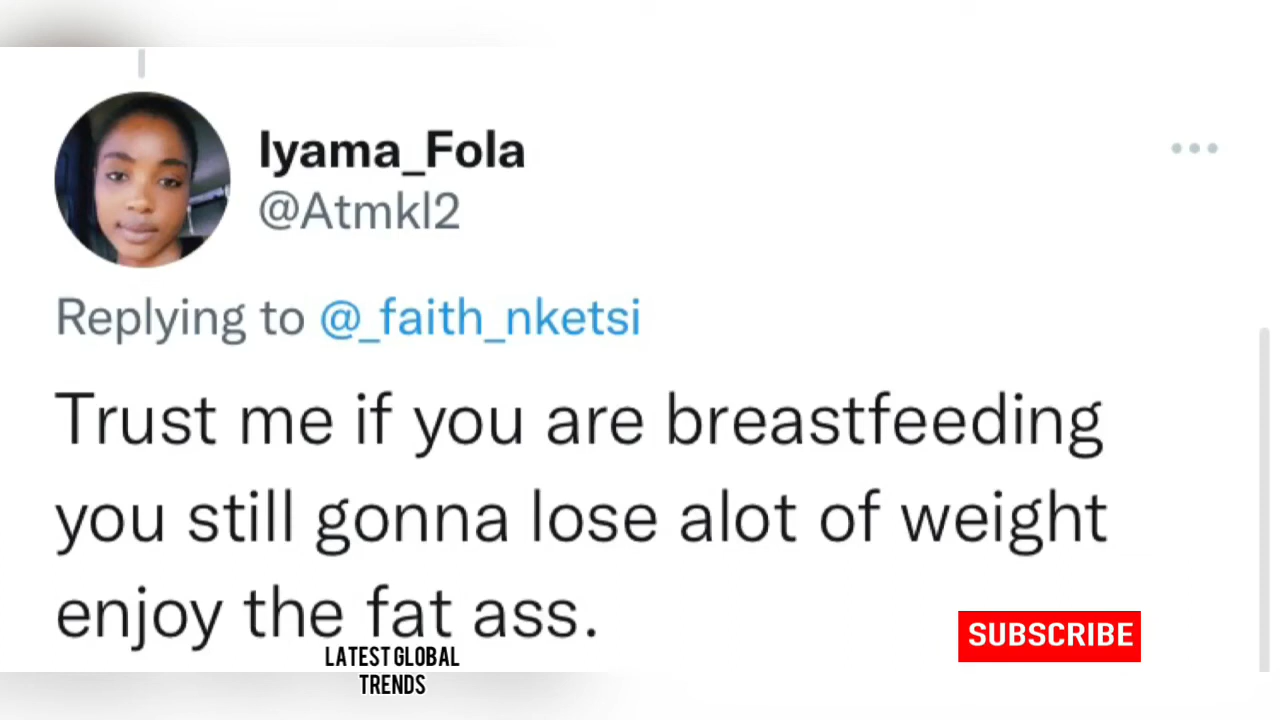 Iyama_Fola
@Atmkl2
Replying to @_faith_nketsi
Trust me if you are breastfeeding
you still gonna lose alot of weight
enjoy the fat ass.
SUBSCRIBE
LATEST GLOBAL
TRENDS